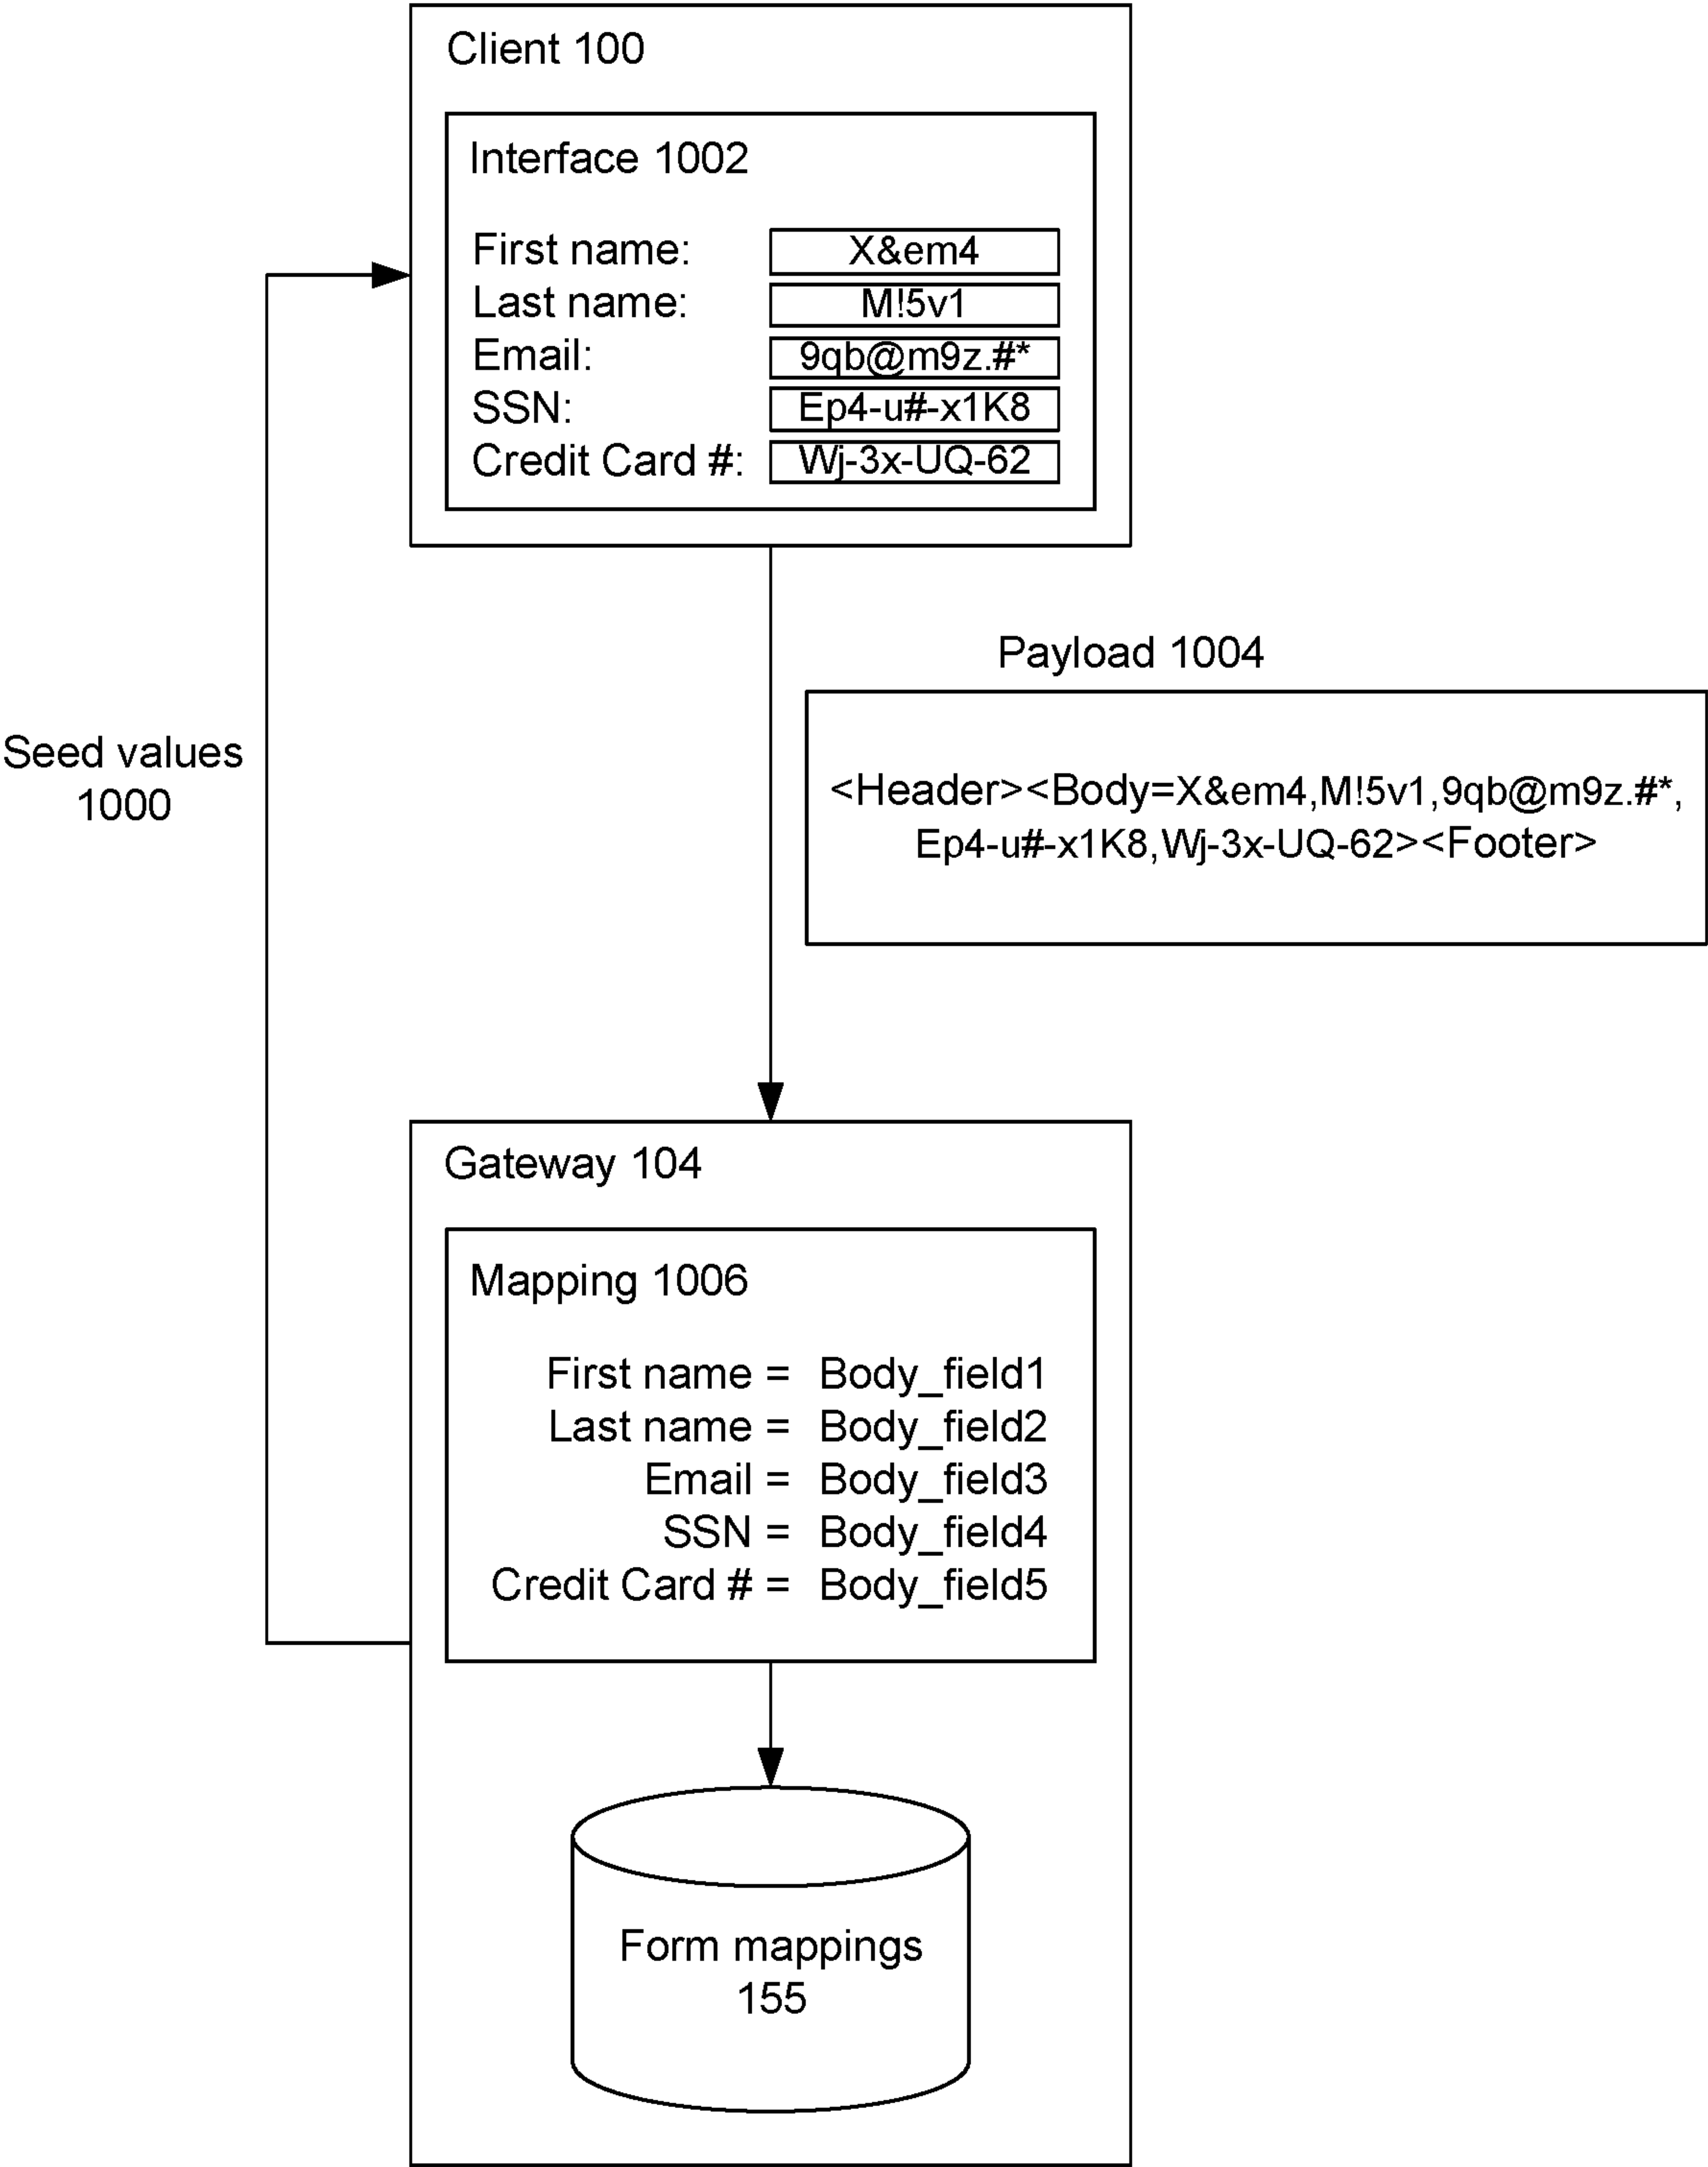 Client 100
Interface 1002
First name: X&em4
Last name: M!5v1
Email: 9qb@m9z.#*
SSN: Ep4-u#-x1K8
Credit Card #: Wj-3x-UQ-62
Payload 1004
<Header><Body=X&em4,M!5v1,9qb@m9z.#*,
Ep4-u#-x1K8,Wj-3x-UQ-62><Footer>
Seed values
1000
Gateway 104
Mapping 1006
First name = Body_field1
Last name = Body_field2
Email = Body_field3
SSN = Body_field4
Credit Card # = Body_field5
Form mappings
155